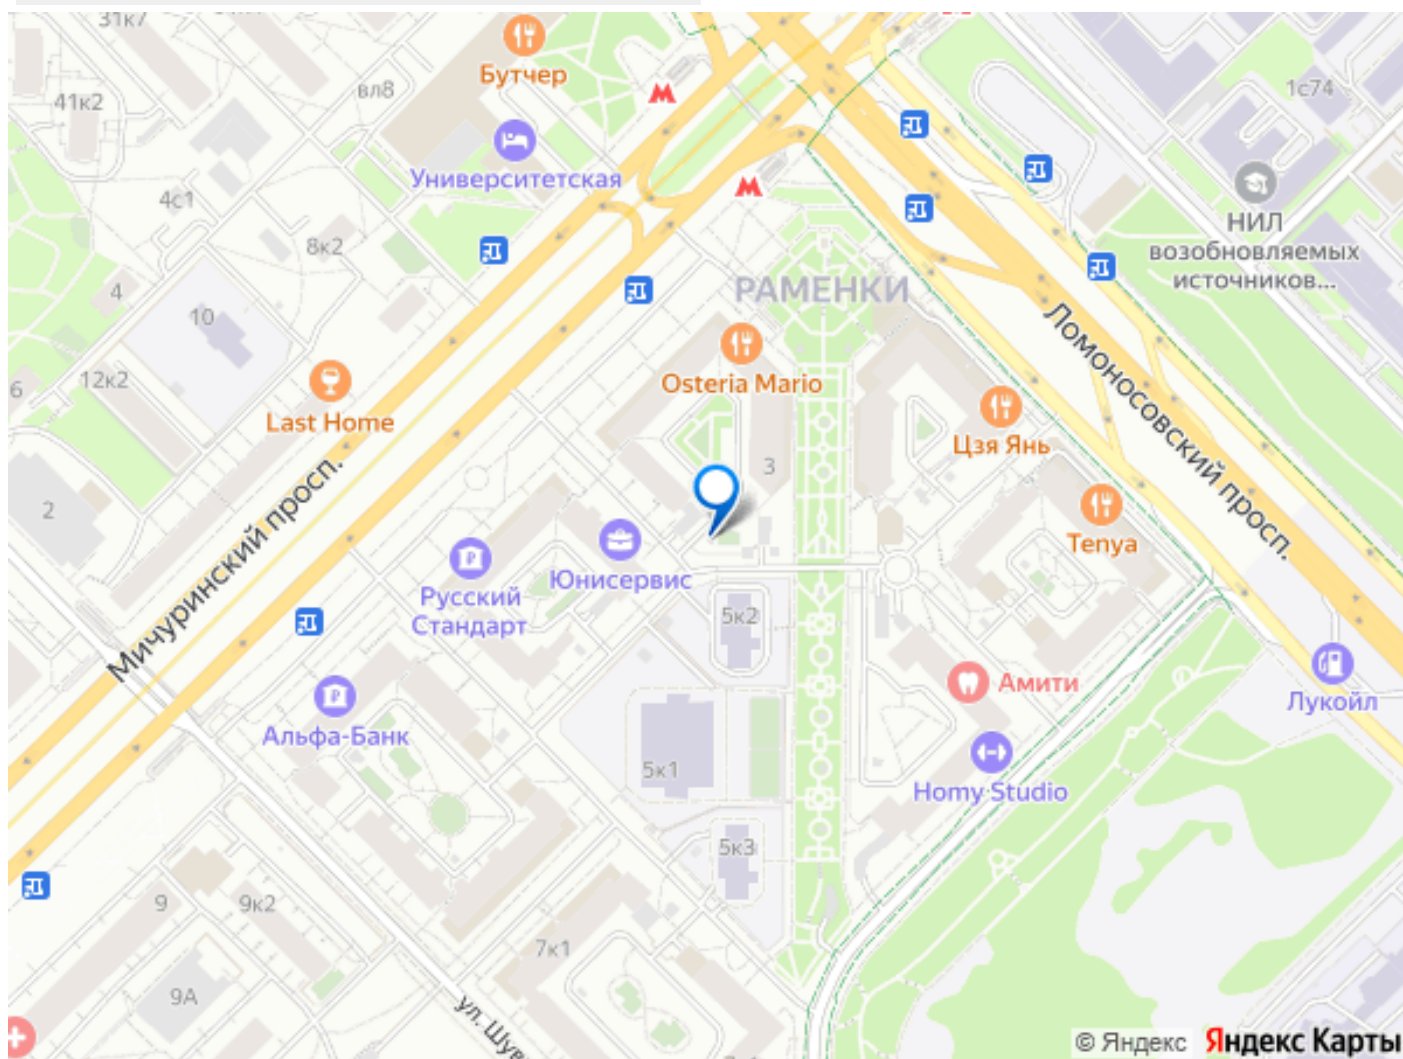 31к7
Бутчер
41к2
вл8
1с74
Университетская
4с1
НИЛ
возобновляемых
источников...
8к2
РАМЕНКИ
4
10
Ломоносовский просп.
Osteria Mario
6
12к2
Last Home
Цзя Янь
3
2
Мичуринский просп.
Tenya
Юнисервис
Русский
Стандарт
5к2
Амити
Лукойл
Альфа-Банк
5к1
Homy Studio
5к3
9
9к2
7к1
9А
ул. Шув
© Яндекс
Яндекс Карты